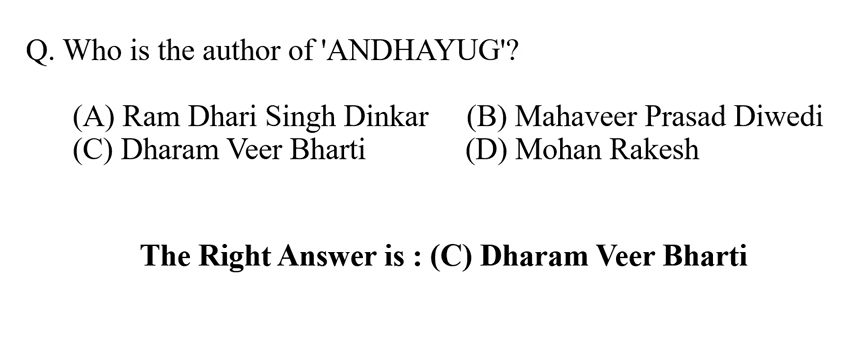 Q. Who is the author of 'ANDHAYUG'?
(A) Ram Dhari Singh Dinkar (B) Mahaveer Prasad Diwedi
(C) Dharam Veer Bharti (D) Mohan Rakesh
The Right Answer is : (C) Dharam Veer Bharti